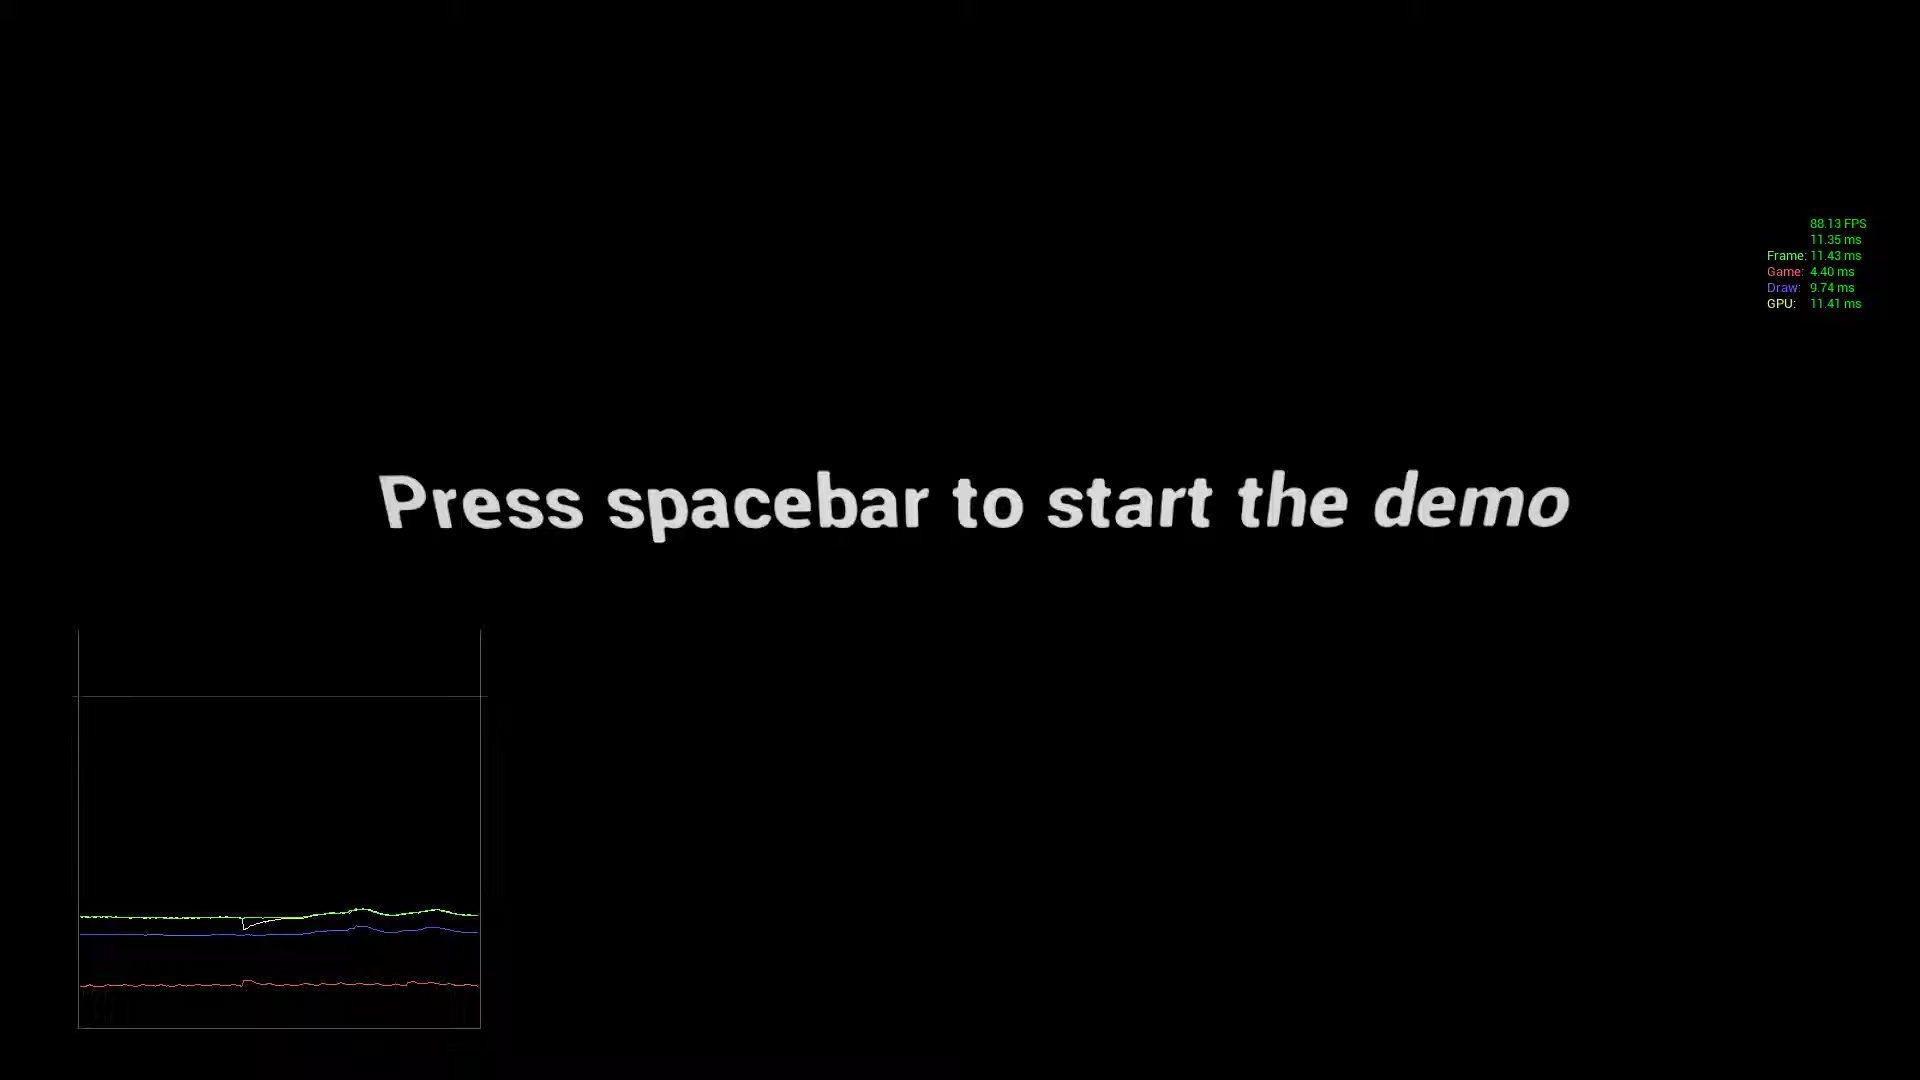 88.13 FPS
11.35 ms
Frame: 11.43 ms
Game: 4.40 ms
Draw: 9.74 ms
GPU: 11.41 ms
Press spacebar to start the demo